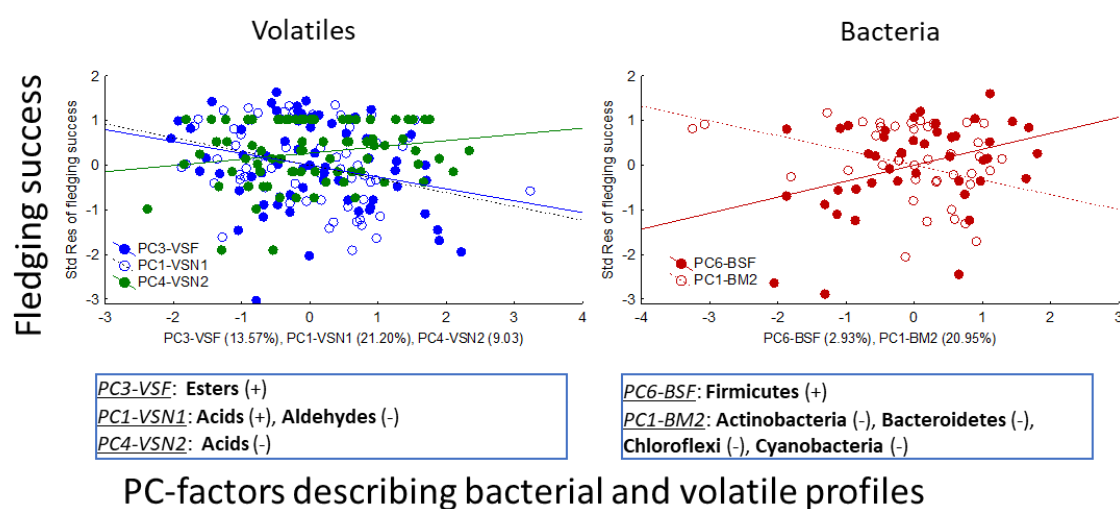 Volatiles
Bacteria
Fledging success
Std Res of fledging success
2
1
0
-1
-2
-3
PC3-VSF
PC1-VSN1
PC4-VSN2
-3 -2 -1 0 1 2 3 4
PC3-VSF (13.57%), PC1-VSN1 (21.20%), PC4-VSN2 (9.03)
Std Res of fledging success
2
1
0
-1
-2
-3
PC6-BSF
PC1-BM2
-4 -3 -2 -1 0 1 2 3
PC6-BSF (2.93%), PC1-BM2 (20.95%)
PC3-VSF: Esters (+)
PC1-VSN1: Acids (+), Aldehydes (-)
PC4-VSN2: Acids (-)
PC6-BSF: Firmicutes (+)
PC1-BM2: Actinobacteria (-), Bacteroidetes (-),
Chloroflexi (-), Cyanobacteria (-)
PC-factors describing bacterial and volatile profiles